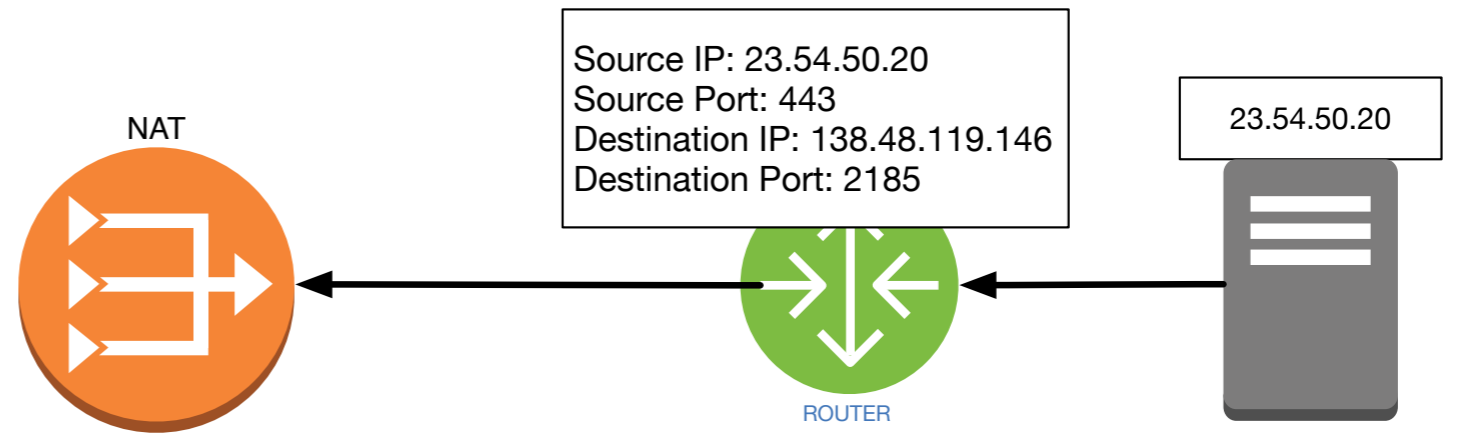 NAT
Source IP: 23.54.50.20
Source Port: 443
Destination IP: 138.48.119.146
Destination Port: 2185
23.54.50.20
ROUTER